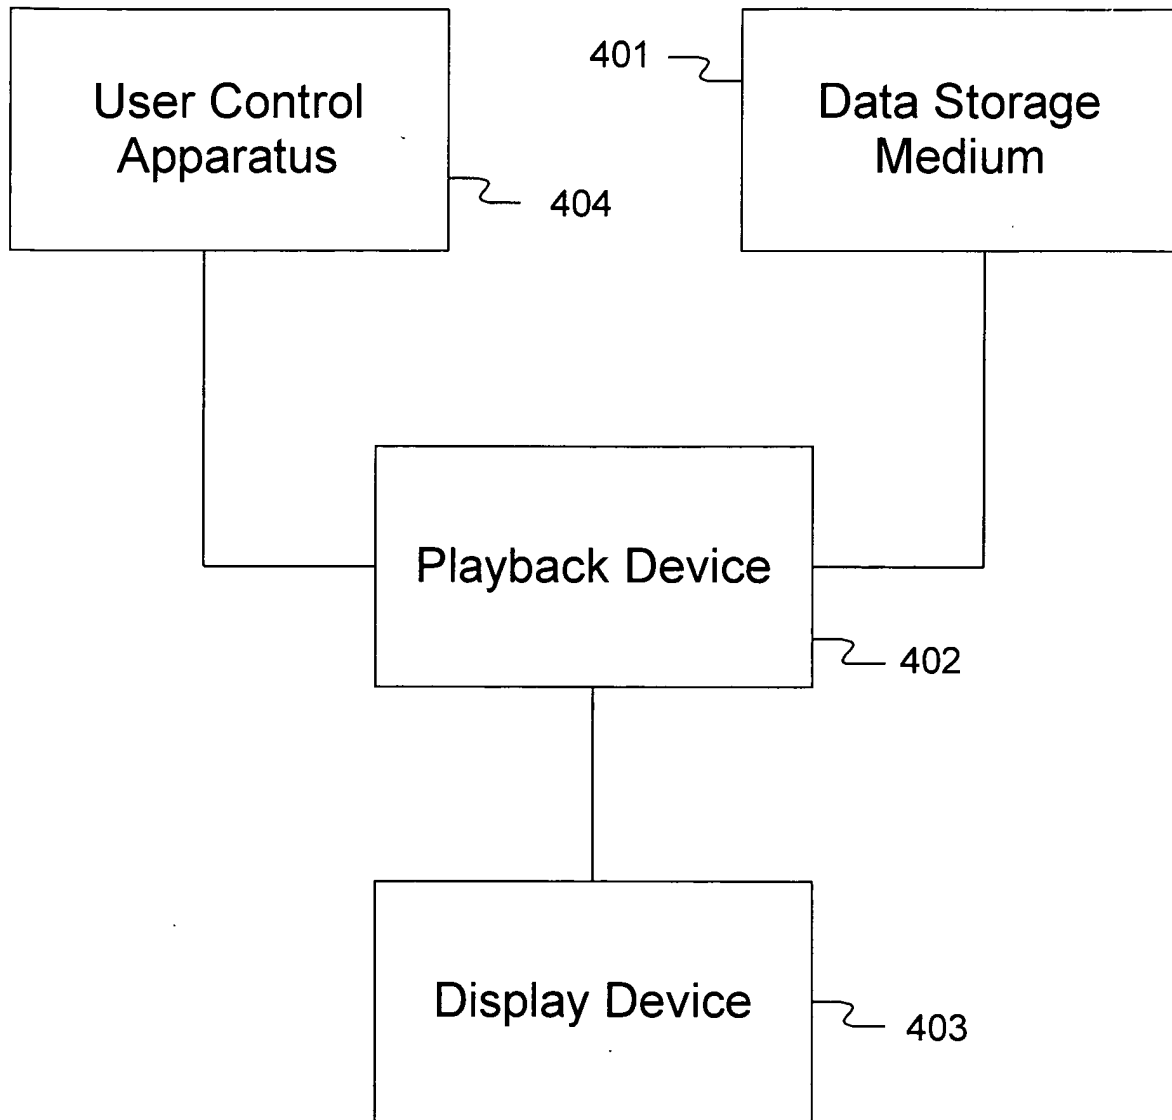 User Control
Apparatus
404
401
Data Storage
Medium
Playback Device
402
Display Device
403